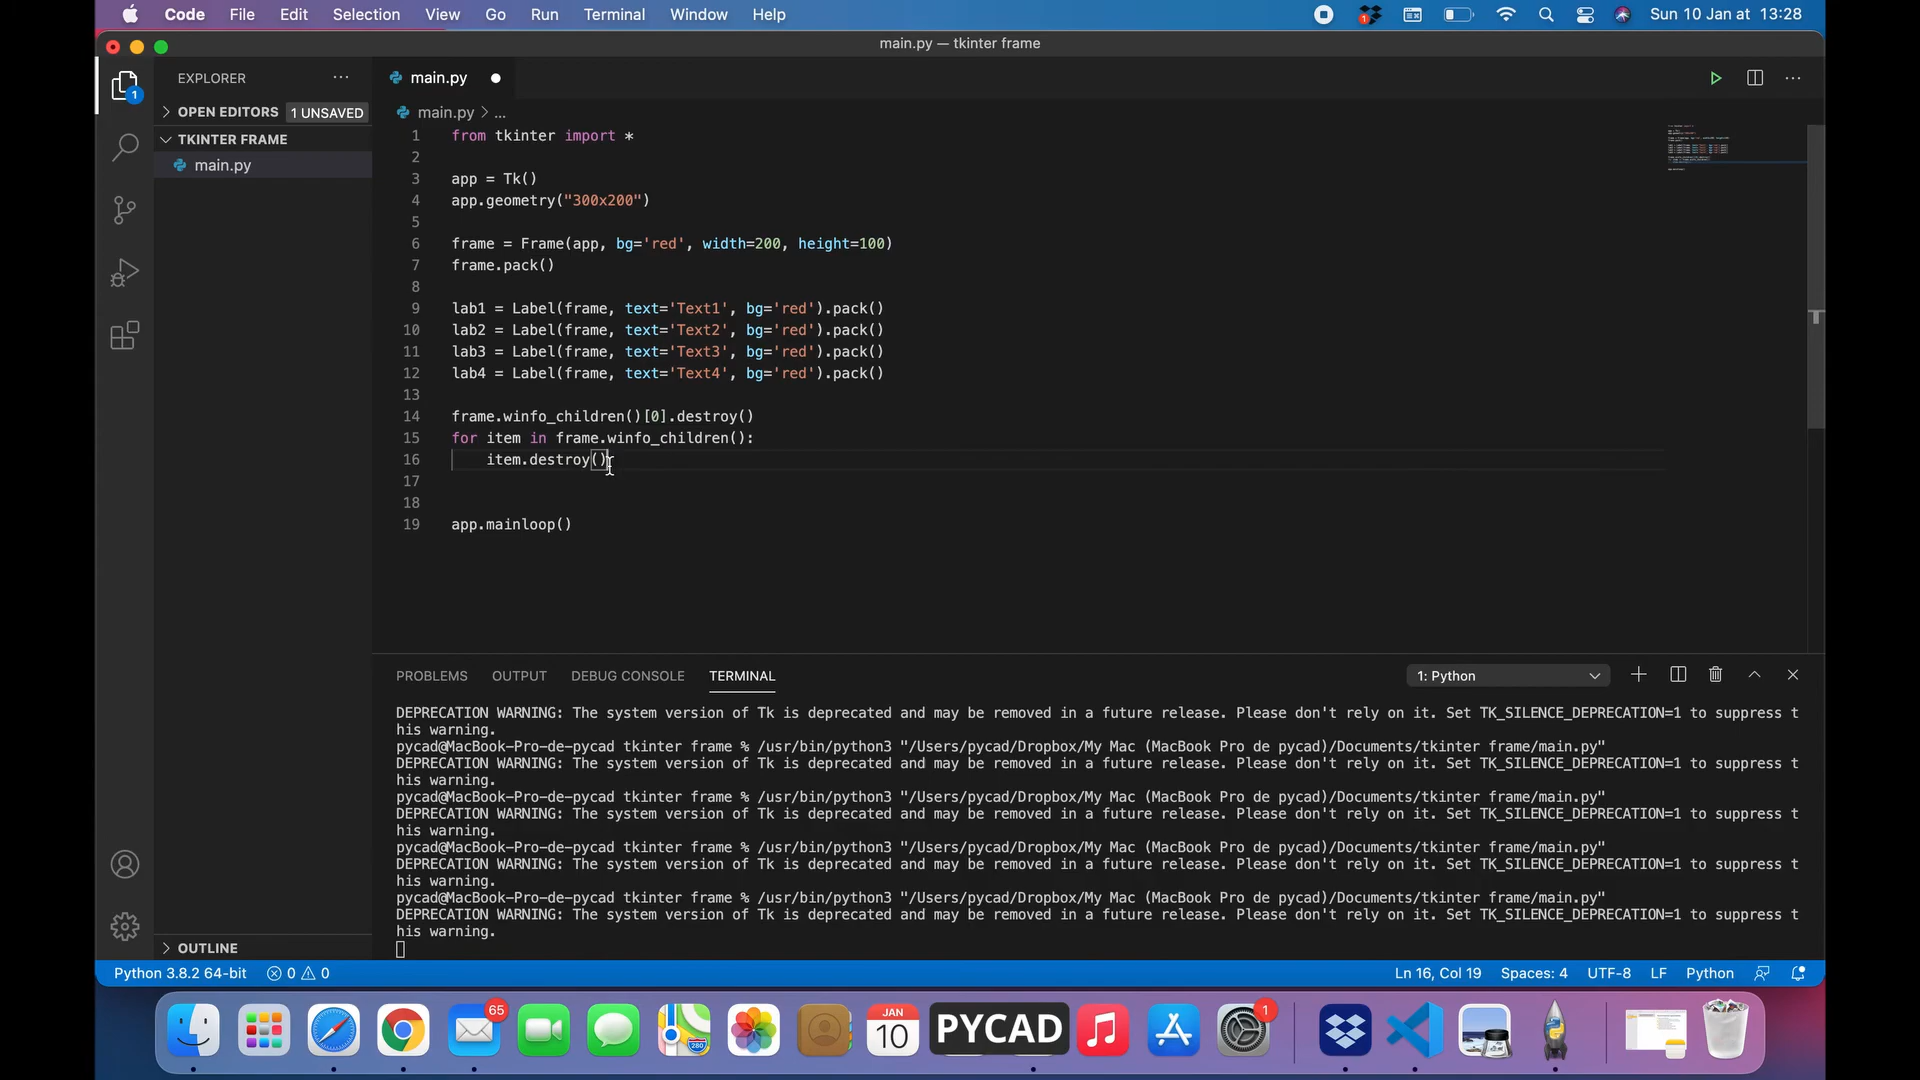 Code File Edit Selection View Go Run Terminal Window Help
1
Sun 10 Jan at 13:28
main.py — tkinter frame
1
EXPLORER
OPEN EDITORS 1 UNSAVED
TKINTER FRAME
main.py
OUTLINE
main.py
main.py > ...
1 from tkinter import *
2
3 app = Tk()
4 app.geometry("300x200")
5
6 frame = Frame(app, bg='red', width=200, height=100)
7 frame.pack()
8
9 lab1 = Label(frame, text='Text1', bg='red').pack()
10 lab2 = Label(frame, text='Text2', bg='red').pack()
11 lab3 = Label(frame, text='Text3', bg='red').pack()
12 lab4 = Label(frame, text='Text4', bg='red').pack()
13
14 frame.winfo_children()[0].destroy()
15 for item in frame.winfo_children():
16 item.destroy()
17
18
19 app.mainloop()
PROBLEMS OUTPUT DEBUG CONSOLE TERMINAL
1: Python
DEPRECATION WARNING: The system version of Tk is deprecated and may be removed in a future release. Please don't rely on it. Set TK_SILENCE_DEPRECATION=1 to suppress t
his warning.
pycad@MacBook-Pro-de-pycad tkinter frame % /usr/bin/python3 "/Users/pycad/Dropbox/My Mac (MacBook Pro de pycad)/Documents/tkinter frame/main.py"
DEPRECATION WARNING: The system version of Tk is deprecated and may be removed in a future release. Please don't rely on it. Set TK_SILENCE_DEPRECATION=1 to suppress t
his warning.
pycad@MacBook-Pro-de-pycad tkinter frame % /usr/bin/python3 "/Users/pycad/Dropbox/My Mac (MacBook Pro de pycad)/Documents/tkinter frame/main.py"
DEPRECATION WARNING: The system version of Tk is deprecated and may be removed in a future release. Please don't rely on it. Set TK_SILENCE_DEPRECATION=1 to suppress t
his warning.
pycad@MacBook-Pro-de-pycad tkinter frame % /usr/bin/python3 "/Users/pycad/Dropbox/My Mac (MacBook Pro de pycad)/Documents/tkinter frame/main.py"
DEPRECATION WARNING: The system version of Tk is deprecated and may be removed in a future release. Please don't rely on it. Set TK_SILENCE_DEPRECATION=1 to suppress t
his warning.
pycad@MacBook-Pro-de-pycad tkinter frame % /usr/bin/python3 "/Users/pycad/Dropbox/My Mac (MacBook Pro de pycad)/Documents/tkinter frame/main.py"
DEPRECATION WARNING: The system version of Tk is deprecated and may be removed in a future release. Please don't rely on it. Set TK_SILENCE_DEPRECATION=1 to suppress t
his warning.
Python 3.8.2 64-bit 0 0
Ln 16, Col 19 Spaces: 4 UTF-8 LF Python
65
280
JAN
10
PYCAD
1